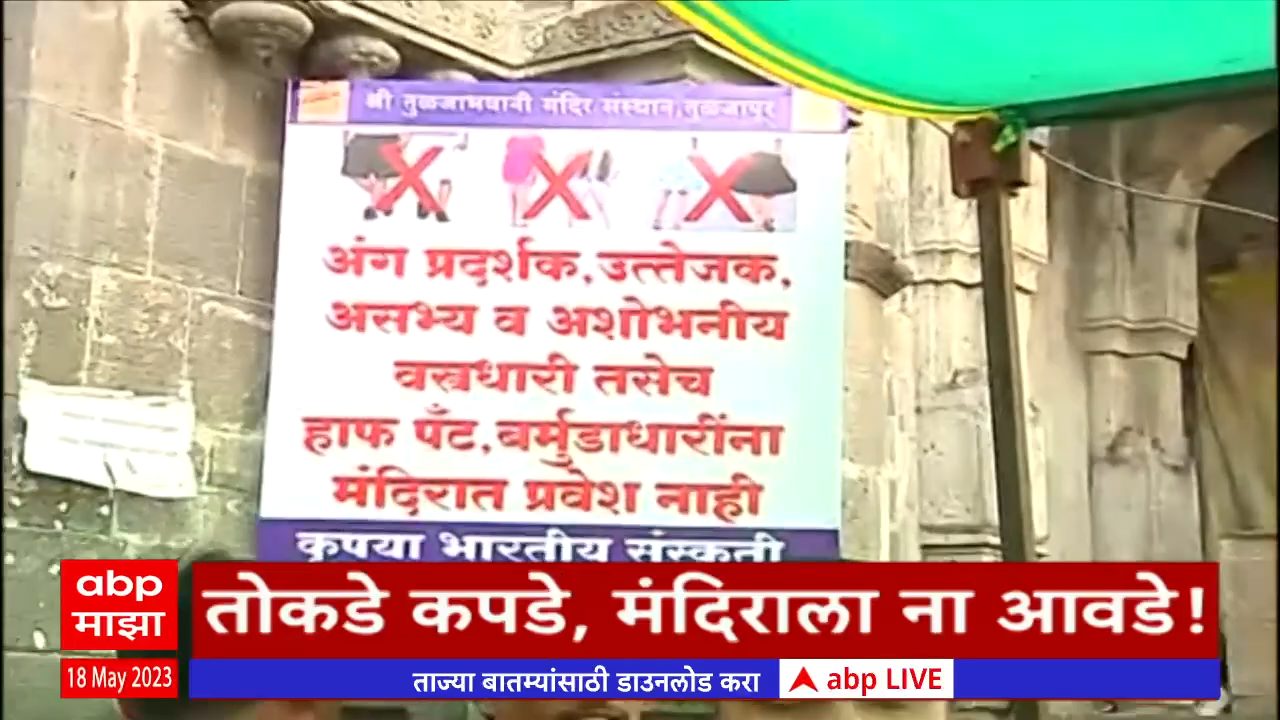 श्री तुळजाभवानी मंदिर संस्थान,तुळजापूर
अंग प्रदर्शक,उत्तेजक,
असभ्य व अशोभनीय
वस्त्रधारी तसेच
हाफ पँट,बर्मुडाधारींना
मंदिरात प्रवेश नाही
कृपया भारतीय संस्कृती
abp
माझा
तोकडे कपडे, मंदिराला ना आवडे!
18 May 2023
ताज्या बातम्यांसाठी डाउनलोड करा
abp LIVE